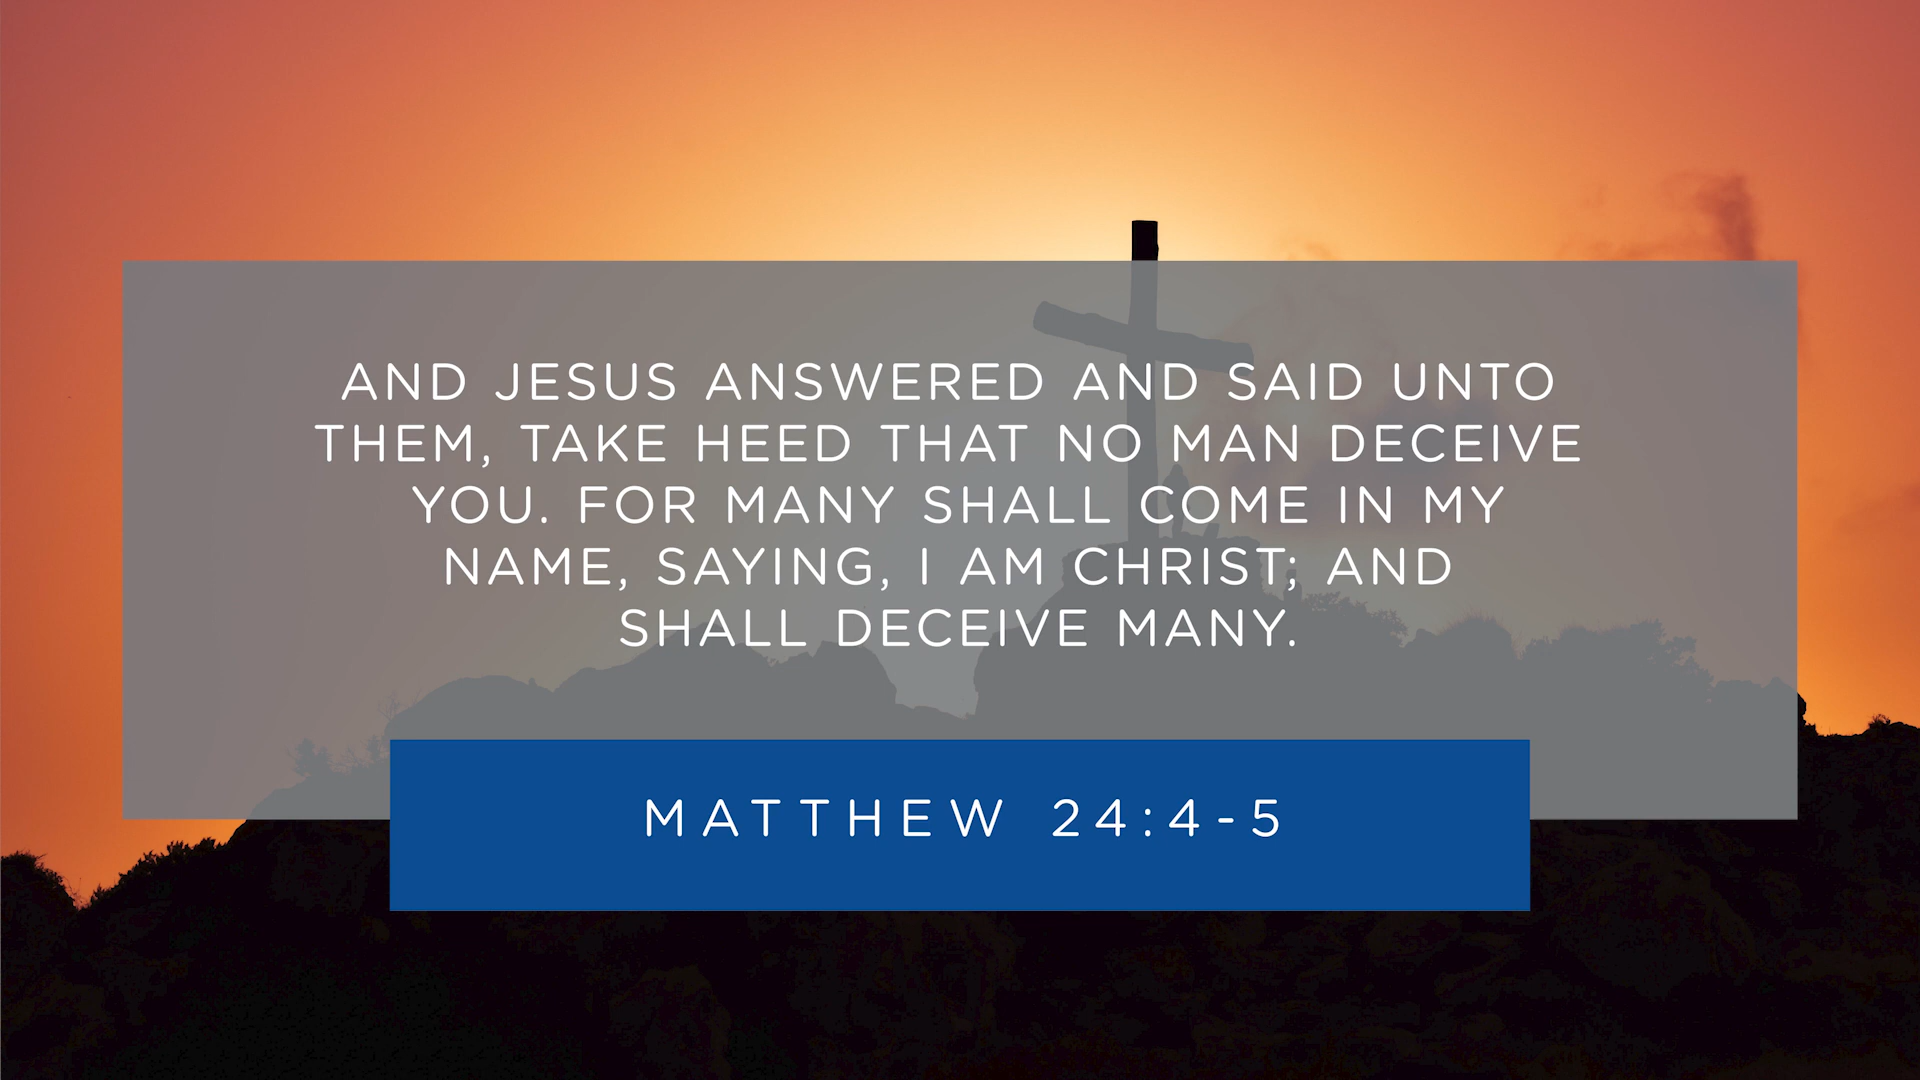 AND JESUS ANSWERED AND SAID UNTO
THEM, TAKE HEED THAT NO MAN DECEIVE
YOU. FOR MANY SHALL COME IN MY
NAME, SAYING, I AM CHRIST; AND
SHALL DECEIVE MANY.
MATTHEW 24:4-5